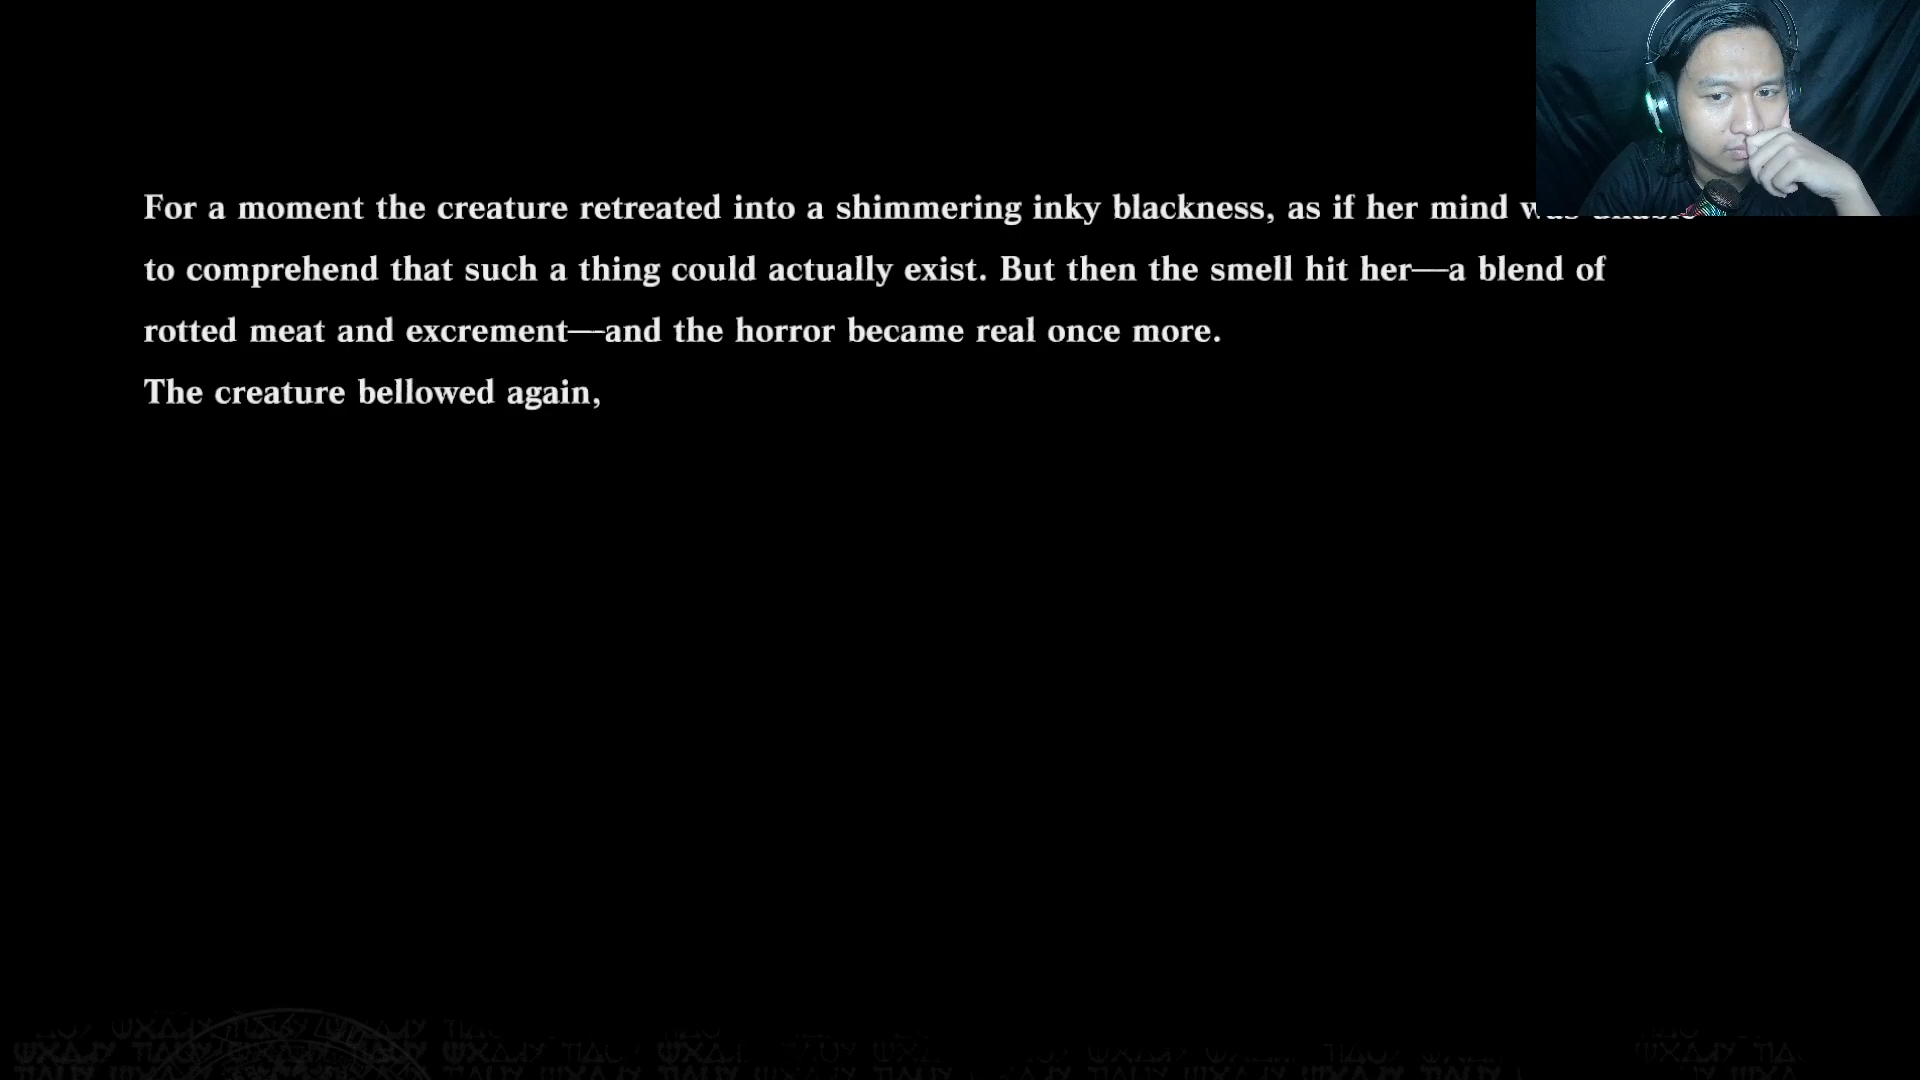 For a moment the creature retreated into a shimmering inky blackness, as if her mind was unable
to comprehend that such a thing could actually exist. But then the smell hit her—a blend of
rotted meat and excrement—and the horror became real once more.
The creature bellowed again,